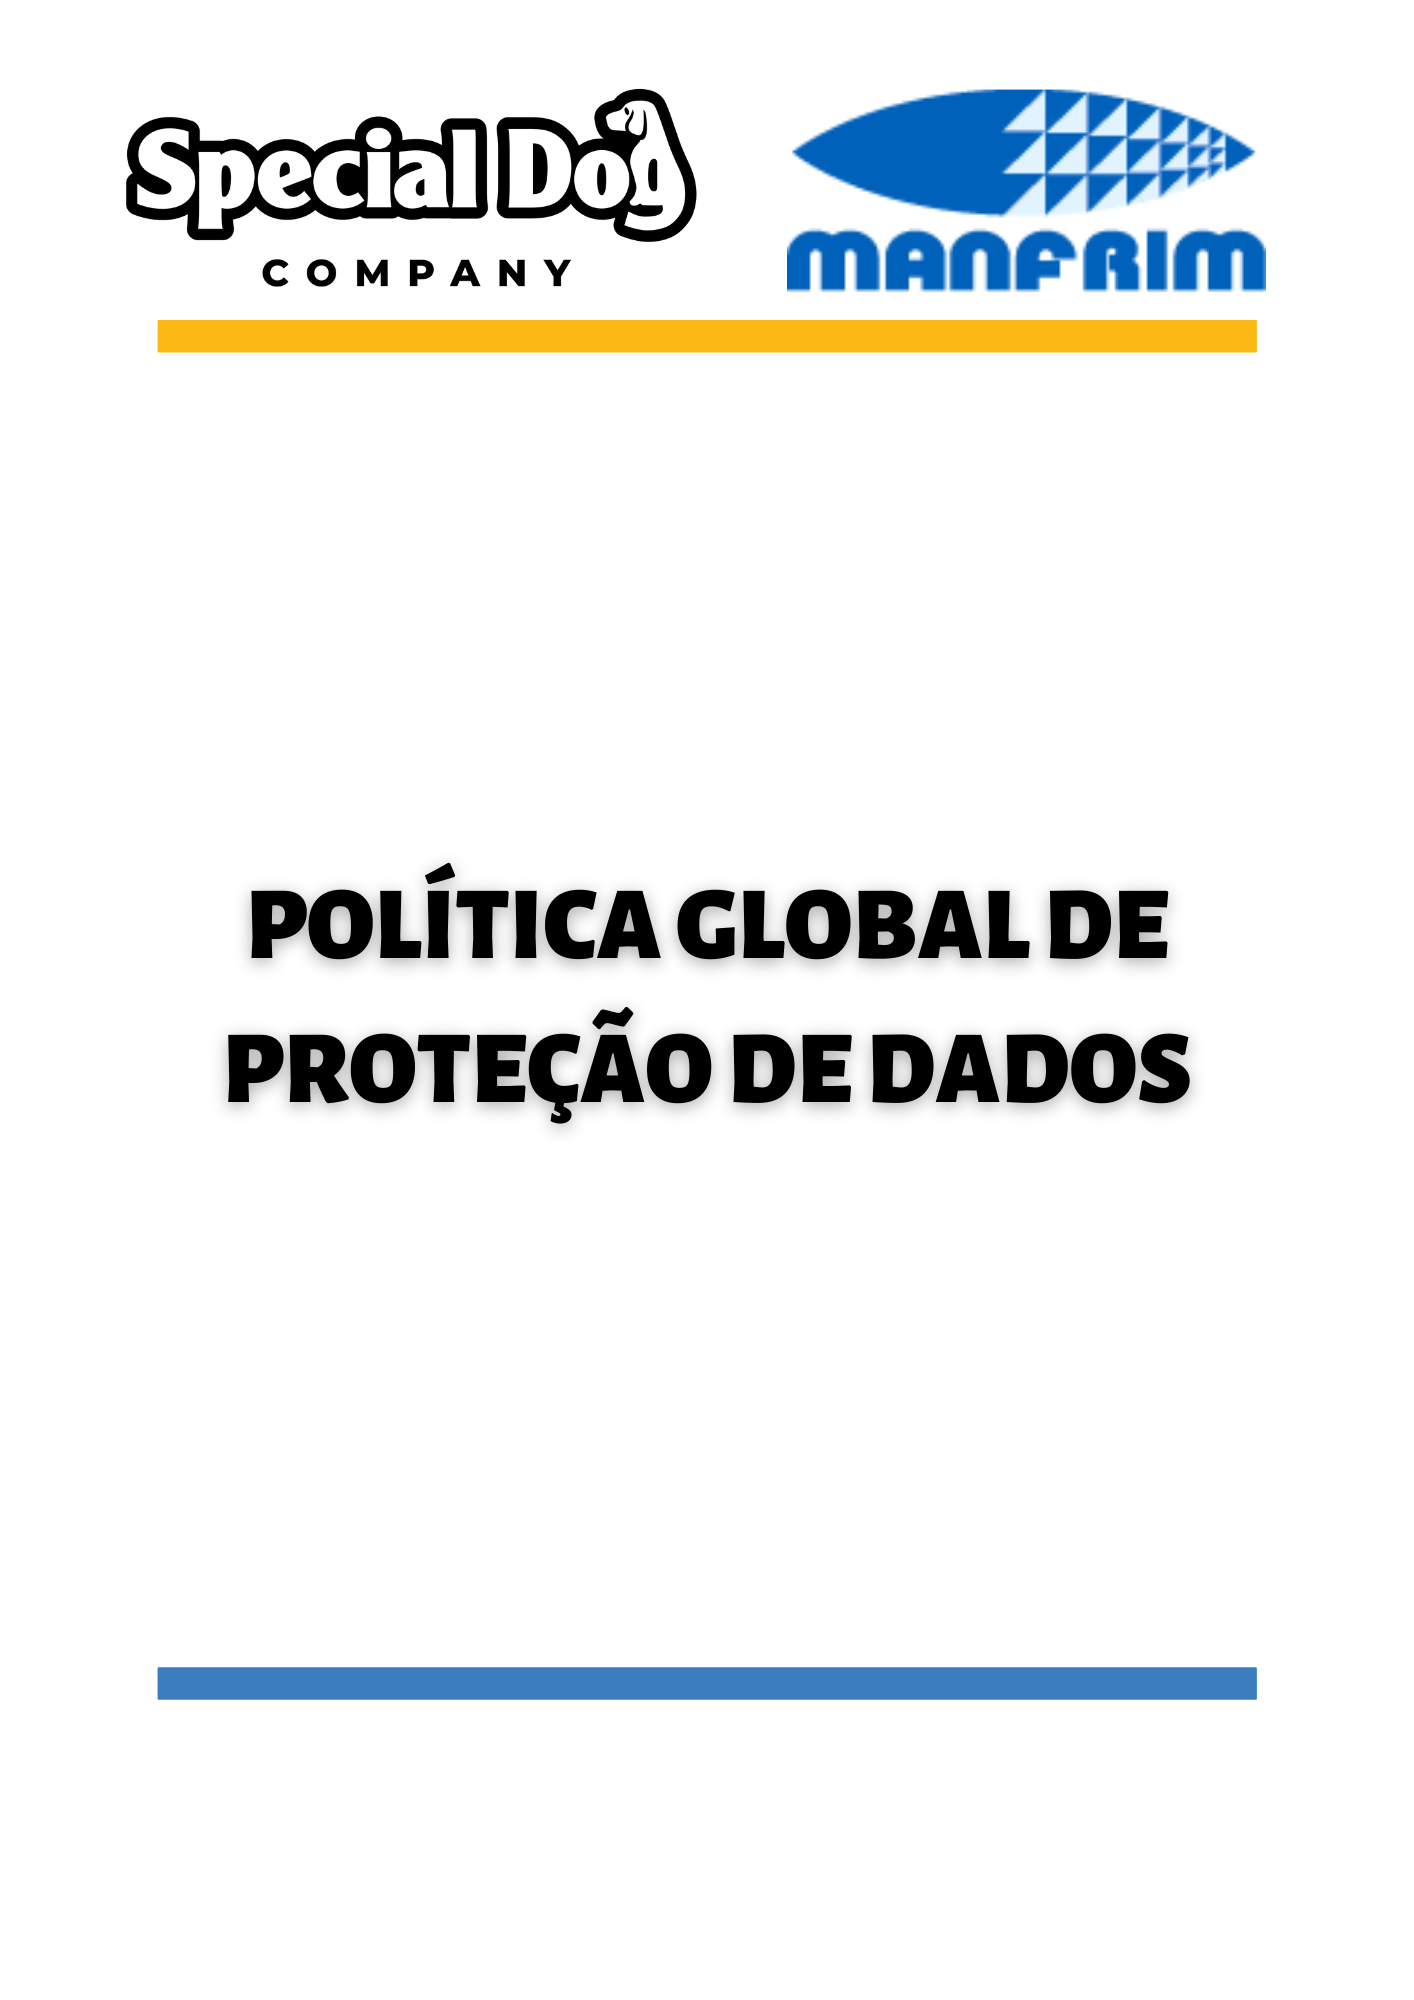 Special Dog
COMPANY
MANFRIM
POLÍTICA GLOBAL DE
PROTEÇÃO DE DADOS